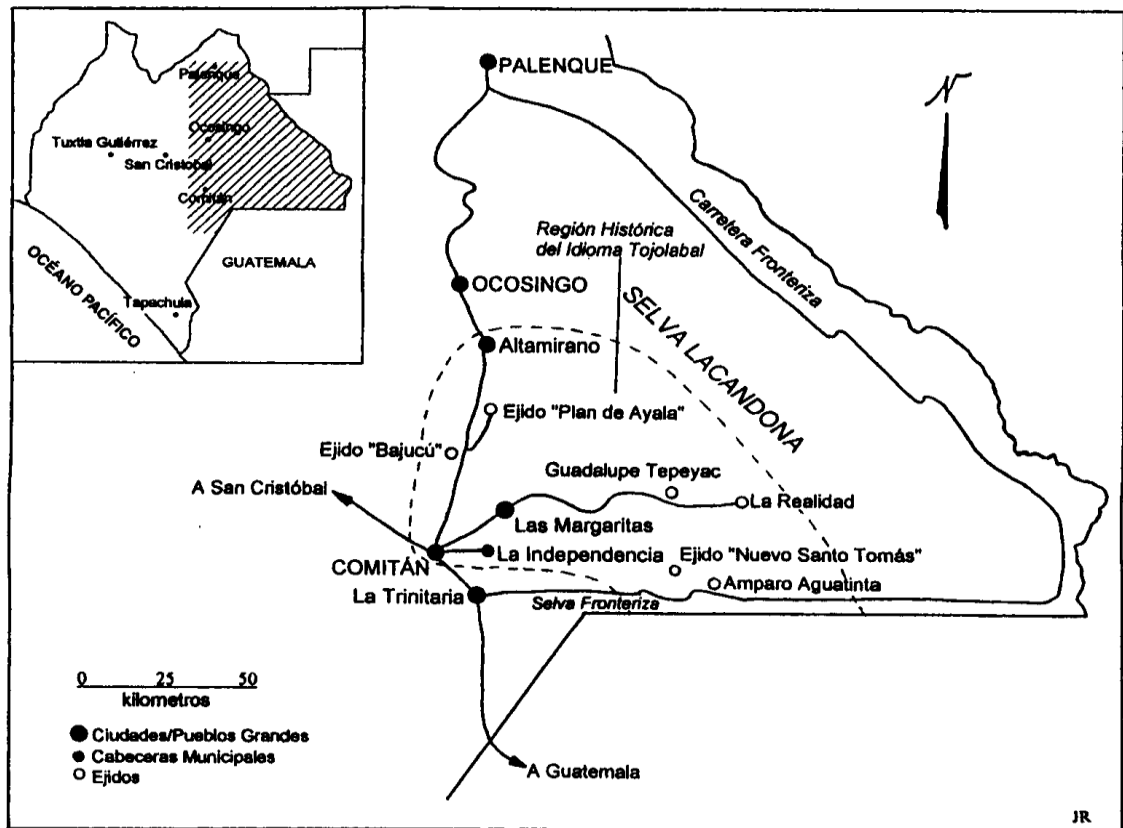 Palenque
Ocosingo
Tuxtla Gutiérrez
San Cristobal
Comitán
GUATEMALA
OCÉANO PACÍFICO
Tapachula
PALENQUE
N
Carretera Fronteriza
Región Histórica
del Idioma Tojolabal
OCOSINGO
SELVA LACANDONA
Altamirano
Ejido "Plan de Ayala"
Ejido "Bajucú"
Guadalupe Tepeyac
A San Cristóbal
La Realidad
Las Margaritas
La Independencia
Ejido "Nuevo Santo Tomás"
COMITÁN
Amparo Aguatinta
La Trinitaria
Selva Fronteriza
0 25 50
kilometros
Ciudades/Pueblos Grandes
Cabeceras Municipales
Ejidos
A Guatemala
JR